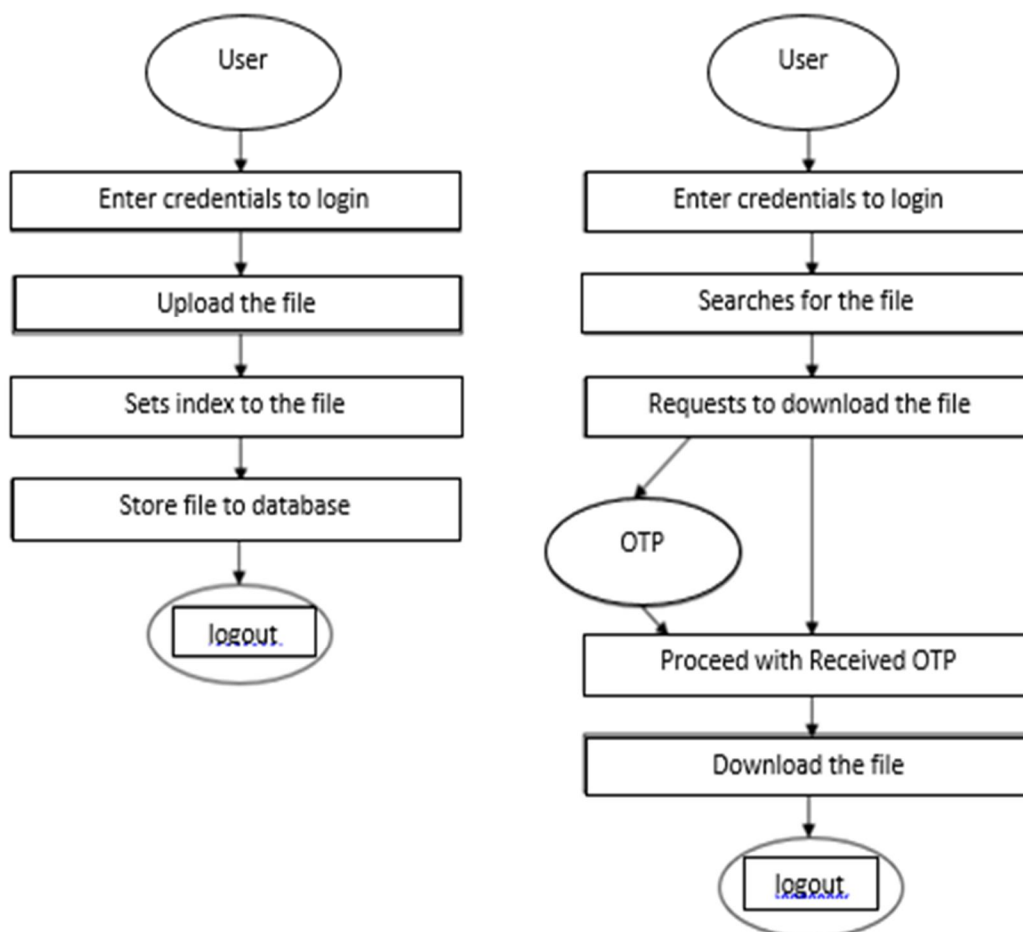 User
Enter credentials to login
Upload the file
Sets index to the file
Store file to database
logout
User
Enter credentials to login
Searches for the file
Requests to download the file
OTP
Proceed with Received OTP
Download the file
logout